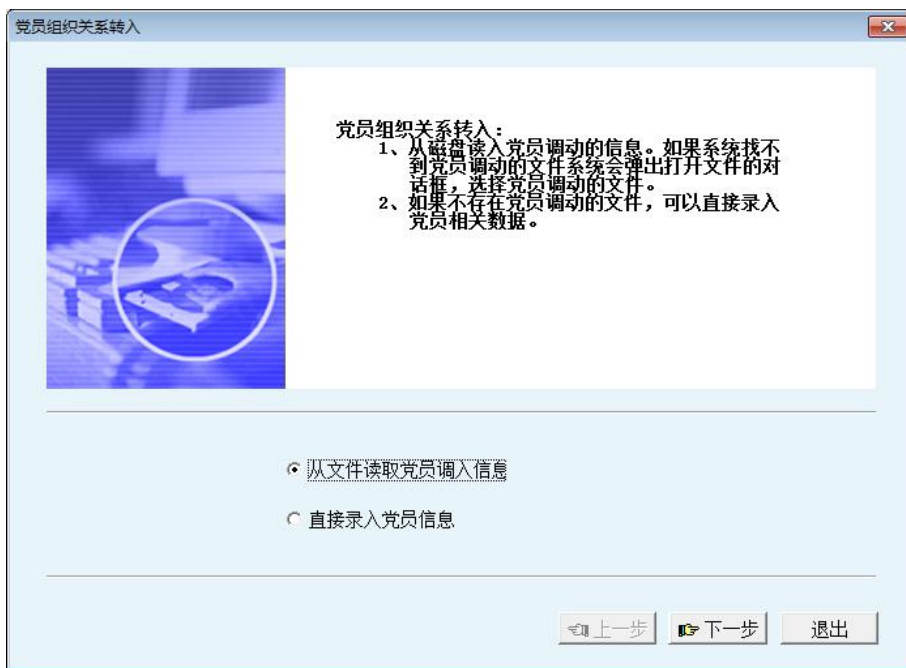 党员组织关系转入
党员组织关系转入：
1、从磁盘读入党员调动的信息。如果系统找不
到党员调动的文件系统会弹出打开文件的对
话框，选择党员调动的文件。
2、如果不存在党员调动的文件，可以直接录入
党员相关数据。
从文件读取党员调入信息
直接录入党员信息
上一步 下一步 退出